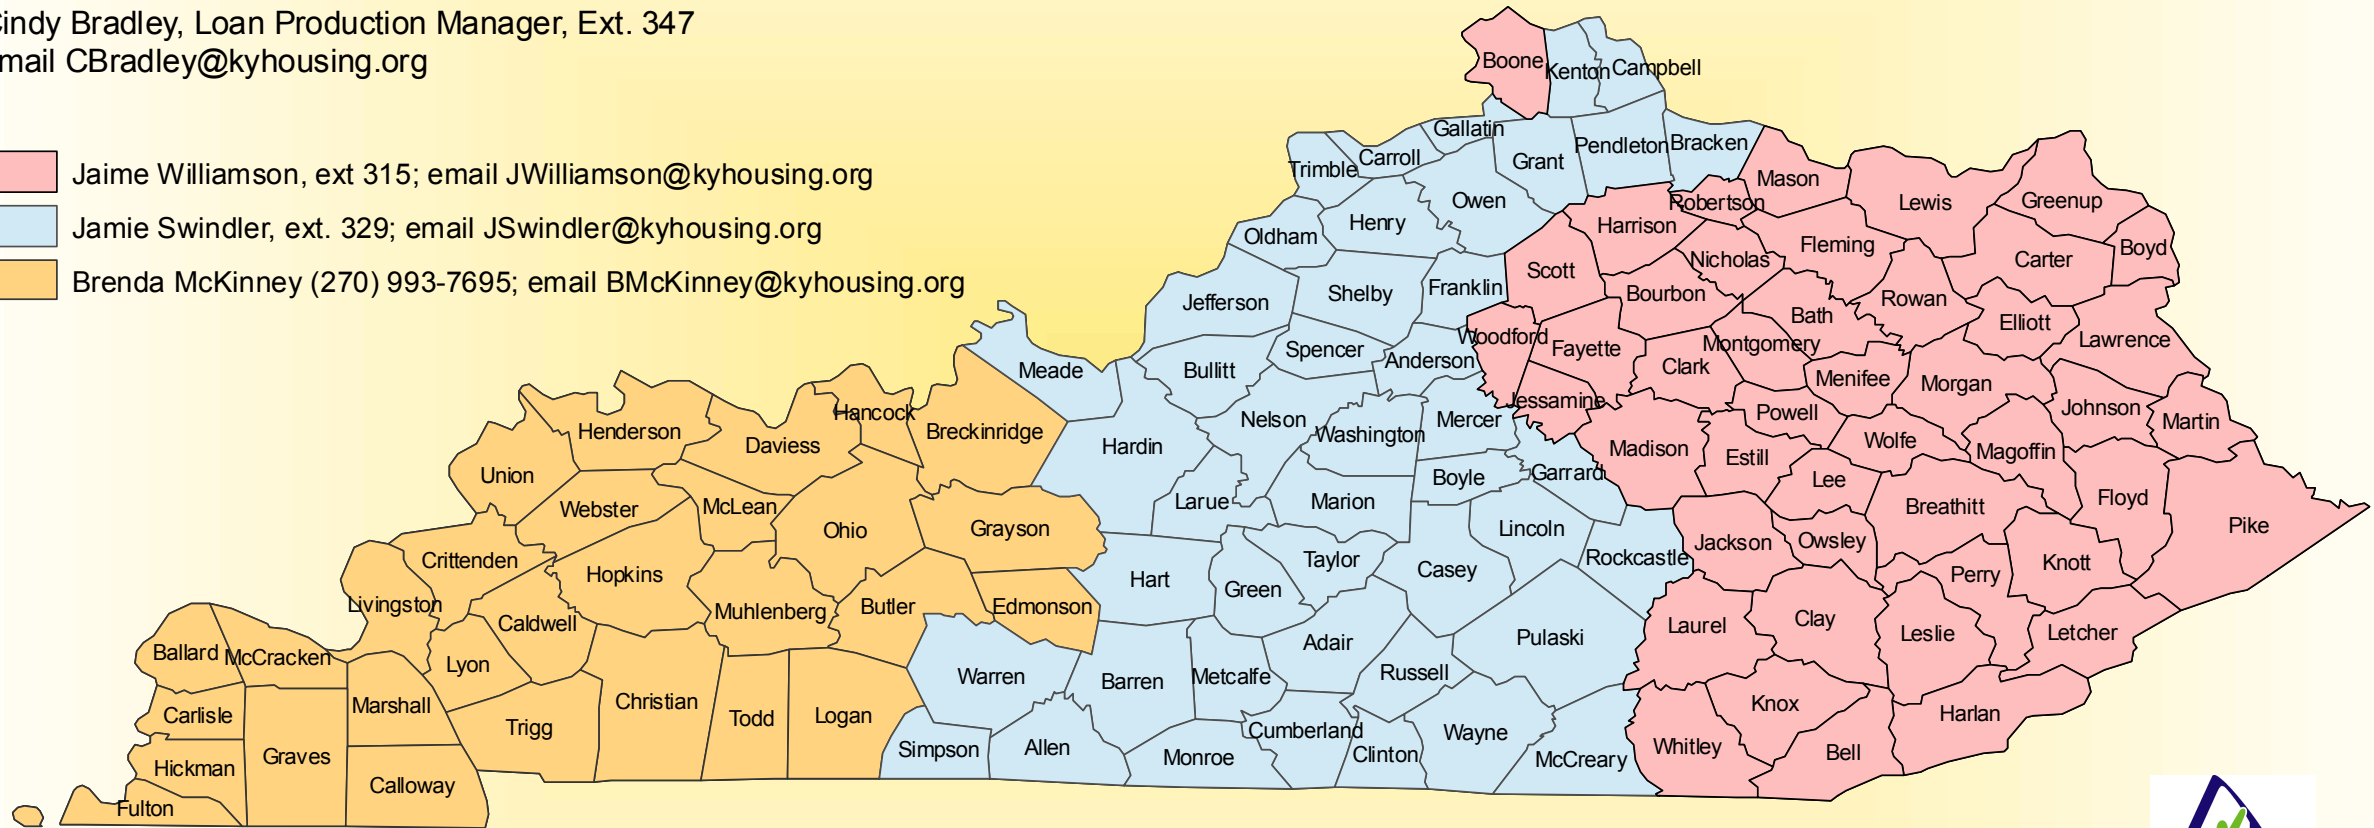 indy Bradley, Loan Production Manager, Ext. 347
mail CBradley@kyhousing.org
Jaime Williamson, ext 315; email JWilliamson@kyhousing.org
Jamie Swindler, ext. 329; email JSwindler@kyhousing.org
Brenda McKinney (270) 993-7695; email BMcKinney@kyhousing.org
Boone
Kenton
Campbell
Gallatin
Carroll
Trimble
Grant
Pendleton
Bracken
Mason
Robertson
Lewis
Greenup
Owen
Henry
Oldham
Harrison
Fleming
Boyd
Carter
Nicholas
Scott
Franklin
Shelby
Jefferson
Bourbon
Rowan
Bath
Elliott
Lawrence
Woodford
Fayette
Montgomery
Spencer
Anderson
Clark
Bullitt
Meade
Menifee
Morgan
Jessamine
Johnson
Martin
Powell
Hancock
Nelson
Mercer
Washington
Breckinridge
Henderson
Daviess
Hardin
Madison
Estill
Wolfe
Magoffin
Union
Boyle
Garrard
Lee
Floyd
Webster
McLean
Larue
Marion
Breathitt
Pike
Ohio
Grayson
Lincoln
Jackson
Owsley
Crittenden
Taylor
Rockcastle
Knott
Hopkins
Hart
Green
Casey
Perry
Livingston
Caldwell
Muhlenberg
Butler
Edmonson
Clay
Laurel
Leslie
Letcher
Pulaski
Adair
Ballard
McCracken
Lyon
Warren
Barren
Metcalfe
Russell
Marshall
Christian
Carlisle
Trigg
Todd
Logan
Knox
Harlan
Cumberland
Wayne
Whitley
Bell
Simpson
Allen
Monroe
Clinton
McCreary
Graves
Hickman
Calloway
Fulton